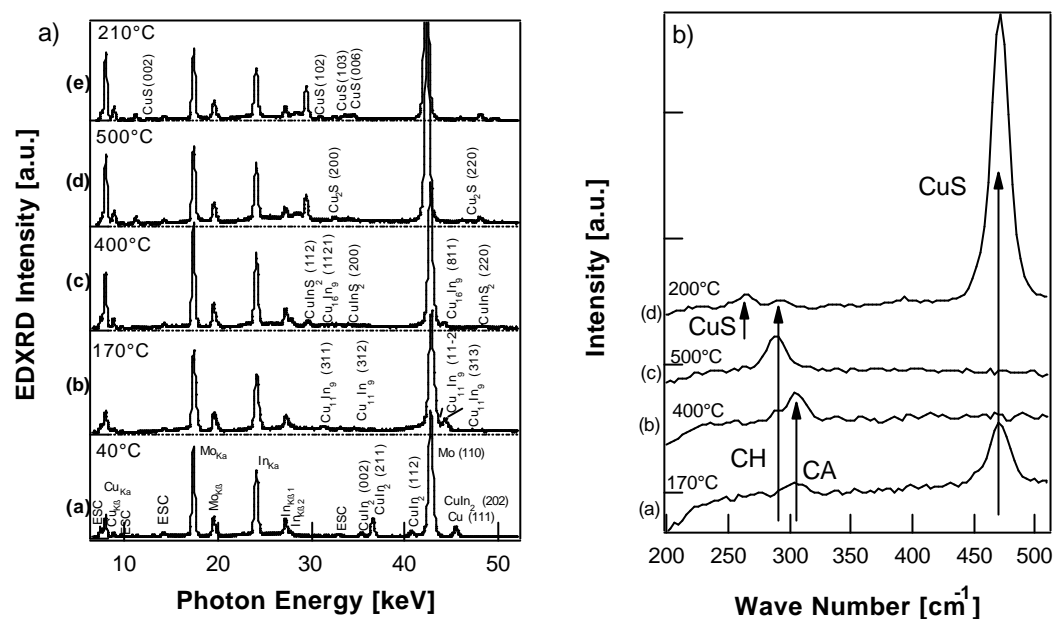 a)
EDXRD Intensity [a.u.]
210°C
(e)
CuS (002)
CuS (102)
CuS (103)
CuS (006)
500°C
(d)
Cu2S (200)
Cu2S (220)
400°C
(c)
CuInS2 (112)
Cu16In9 (1121)
CuInS2 (200)
Cu16In9 (811)
CuInS2 (220)
170°C
(b)
Cu11In9 (311)
Cu11In9 (312)
Cu11In9 (11-2)
Cu11In9 (313)
40°C
(a)
ESC
CuKß
CuKa
ESC
ESC
MoKa
MoKß
InKa
InKß1
InKß2
ESC
CuIn2 (002)
CuIn2 (211)
CuIn2 (112)
Mo (110)
CuIn2 (202)
Cu (111)
10 20 30 40 50
Photon Energy [keV]
b)
Intensity [a.u.]
CuS
200°C
(d)
CuS
500°C
(c)
400°C
(b)
CH
CA
170°C
(a)
200 250 300 350 400 450 500
Wave Number [cm-1]